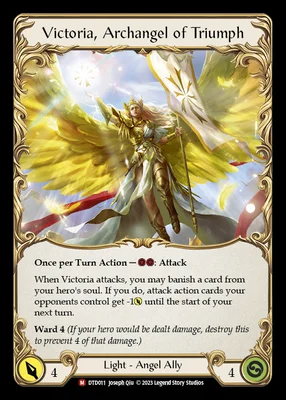 Victoria, Archangel of Triumph
Once per Turn Action — : Attack
When Victoria attacks, you may banish a card from
your hero's soul. If you do, attack action cards your
opponents control get -1 until the start of your
next turn.
Ward 4 (If your hero would be dealt damage, destroy this
to prevent 4 of that damage.)
4
Light - Angel Ally
4
M DTD011 Joseph Qiu © 2023 Legend Story Studios